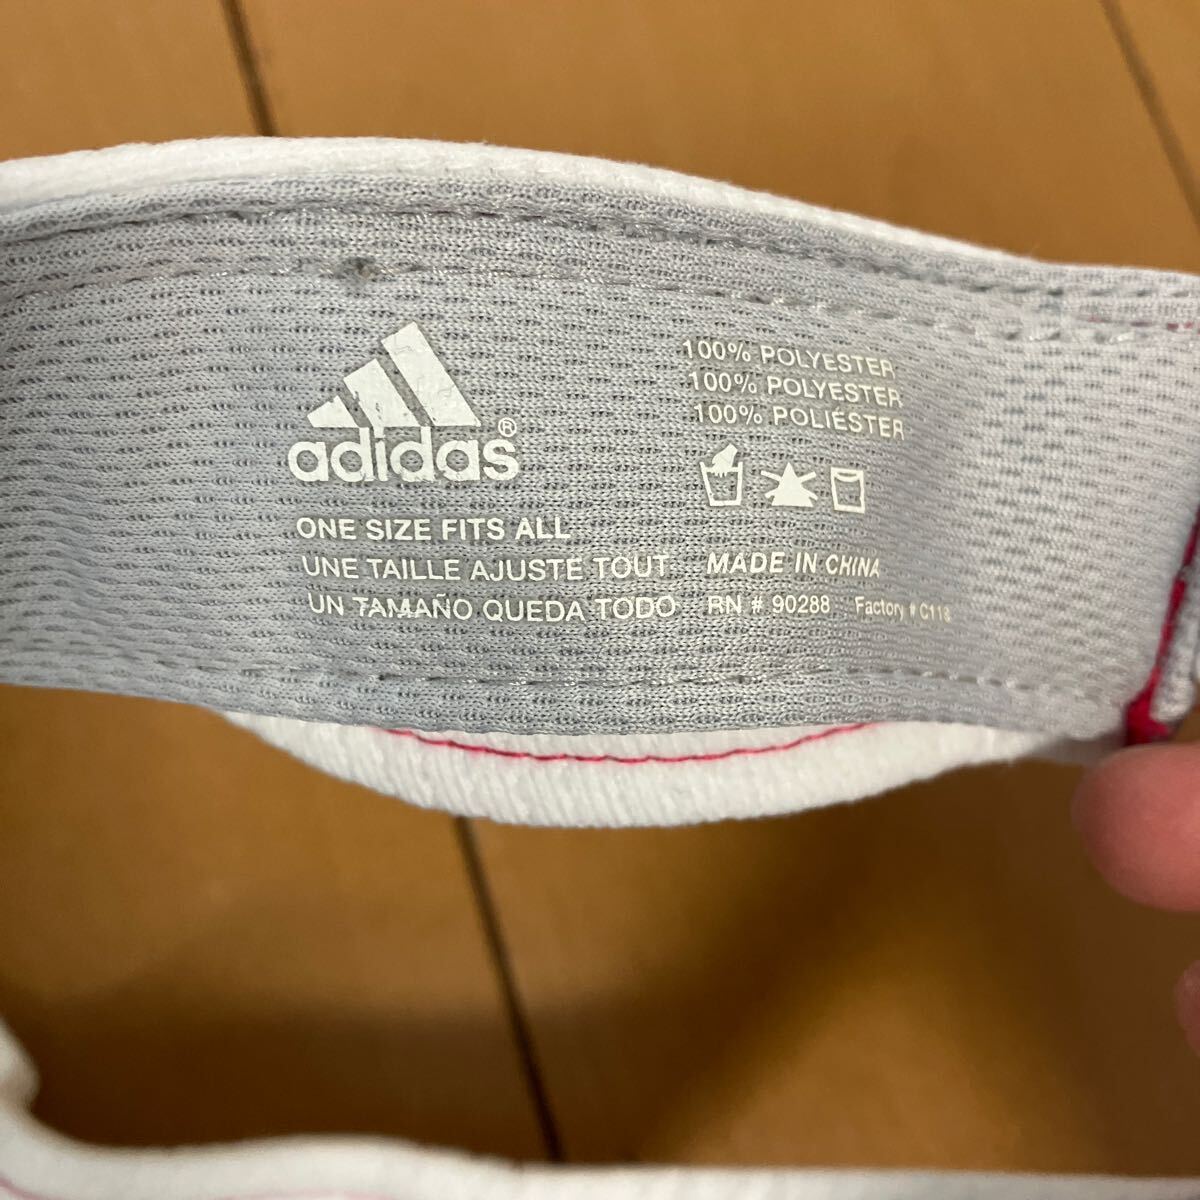 adidas®
ONE SIZE FITS ALL
UNE TAILLE AJUSTE TOUT
UN TAMAÑO QUEDA TODO
100% POLYESTER
100% POLYESTER
100% POLIÉSTER
MADE IN CHINA
RN # 90288 Factory #